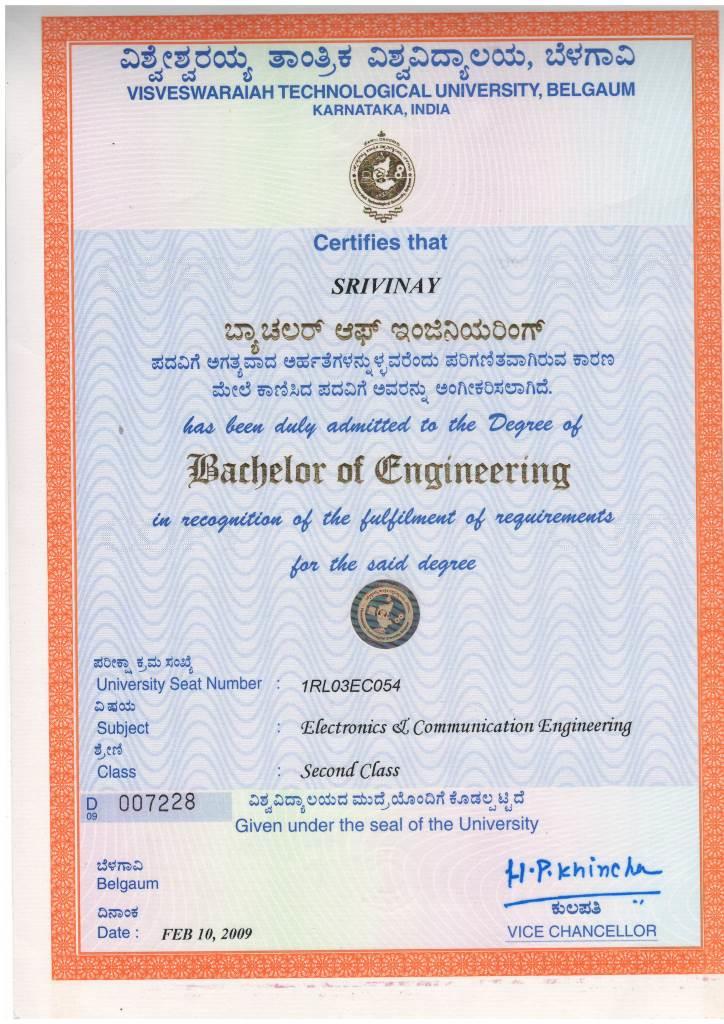 ವಿಶ್ವೇಶ್ವರಯ್ಯ ತಾಂತ್ರಿಕ ವಿಶ್ವವಿದ್ಯಾಲಯ, ಬೆಳಗಾವಿ
VISVESWARAIAH TECHNOLOGICAL UNIVERSITY, BELGAUM
KARNATAKA, INDIA
Certifies that
SRIVINAY
ಬ್ಯಾಚಲರ್ ಆಫ್ ಇಂಜಿನಿಯರಿಂಗ್
ಪದವಿಗೆ ಅಗತ್ಯವಾದ ಅರ್ಹತೆಗಳನ್ನುಳ್ಳವರೆಂದು ಪರಿಗಣಿತವಾಗಿರುವ ಕಾರಣ
ಮೇಲೆ ಕಾಣಿಸಿದ ಪದವಿಗೆ ಅವರನ್ನು ಅಂಗೀಕರಿಸಲಾಗಿದೆ.
has been duly admitted to the Degree of
Bachelor of Engineering
in recognition of the fulfilment of requirements
for the said degree
ಪರೀಕ್ಷಾ ಕ್ರಮ ಸಂಖ್ಯೆ
University Seat Number : 1RL03EC054
ವಿಷಯ
Subject : Electronics & Communication Engineering
ಶ್ರೇಣಿ
Class : Second Class
D 09 007228
ವಿಶ್ವವಿದ್ಯಾಲಯದ ಮುದ್ರೆಯೊಂದಿಗೆ ಕೊಡಲ್ಪಟ್ಟಿದೆ
Given under the seal of the University
ಬೆಳಗಾವಿ
Belgaum
H.P.Khincha
ದಿನಾಂಕ
Date : FEB 10, 2009
ಕುಲಪತಿ
VICE CHANCELLOR